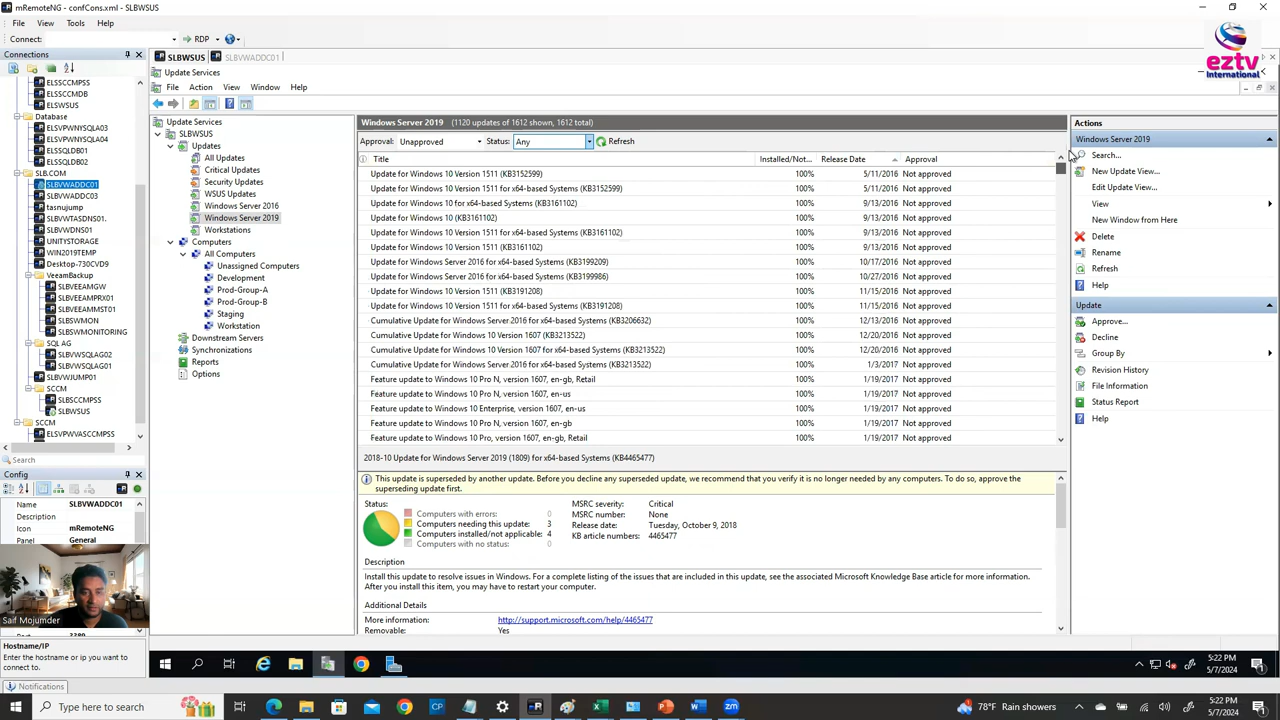 mRemoteNG - confCons.xml - SLBWSUS
File View Tools Help
Connect: RDP
eztv
International
Connections
ELSSCCMPSS
ELSSCCMDB
ELSWSUS
Database
ELSVPWNYSQLA03
ELSVPWNYSQLA04
ELSSQLDB01
ELSSQLDB02
SLB.COM
SLBVWADDC01
SLBVWADDC03
tasnujump
SLBVWTASDNS01.
SLBVWDNS01
UNITYSTORAGE
WIN2019TEMP
Desktop-730CVD9
VeeamBackup
SLBVEEAMGW
SLBVEEAMPRX01
SLBVEEAMMST01
SLBVWSMON
SLBVWSMONITORING
SQL AG
SLBVWSQLAG02
SLBVWSQLAG01
SLBVWJUMP01
SCCM
SLBSCCMPSS
SLBWSUS
SCCM
ELSVPVWASCCMPSS
Search
Config
Name SLBVWADDC01
Description
Icon mRemoteNG
Panel General
Saif Mojumder
Port 3389
Hostname/IP
Enter the hostname or ip you want to connect to.
Notifications
SLBWSUS SLBVWADDC01
Update Services
File Action View Window Help
Update Services
SLBWSUS
Updates
All Updates
Critical Updates
Security Updates
WSUS Updates
Windows Server 2016
Windows Server 2019
Workstations
Computers
All Computers
Unassigned Computers
Development
Prod-Group-A
Prod-Group-B
Staging
Workstation
Downstream Servers
Synchronizations
Reports
Options
Windows Server 2019 (1120 updates of 1612 shown, 1612 total)
Approval: Unapproved Status: Any Refresh
Title Installed/Not... Release Date Approval
Update for Windows 10 Version 1511 (KB3152599) 100% 5/11/2016 Not approved
Update for Windows 10 Version 1511 for x64-based Systems (KB3152599) 100% 5/11/2016 Not approved
Update for Windows 10 for x64-based Systems (KB3161102) 100% 9/13/2016 Not approved
Update for Windows 10 (KB3161102) 100% 9/13/2016 Not approved
Update for Windows 10 Version 1511 for x64-based Systems (KB3161102) 100% 9/13/2016 Not approved
Update for Windows 10 Version 1511 (KB3161102) 100% 9/13/2016 Not approved
Update for Windows Server 2016 for x64-based Systems (KB3199209) 100% 10/17/2016 Not approved
Update for Windows Server 2016 for x64-based Systems (KB3199986) 100% 10/27/2016 Not approved
Update for Windows 10 Version 1511 (KB3191208) 100% 11/15/2016 Not approved
Update for Windows 10 Version 1511 for x64-based Systems (KB3191208) 100% 11/15/2016 Not approved
Cumulative Update for Windows Server 2016 for x64-based Systems (KB3206632) 100% 12/13/2016 Not approved
Cumulative Update for Windows 10 Version 1607 (KB3213522) 100% 12/20/2016 Not approved
Cumulative Update for Windows 10 Version 1607 for x64-based Systems (KB3213522) 100% 12/20/2016 Not approved
Cumulative Update for Windows Server 2016 for x64-based Systems (KB3213522) 100% 1/3/2017 Not approved
Feature update to Windows 10 Pro N, version 1607, en-gb, Retail 100% 1/19/2017 Not approved
Feature update to Windows 10 Pro N, version 1607, en-us 100% 1/19/2017 Not approved
Feature update to Windows 10 Enterprise, version 1607, en-us 100% 1/19/2017 Not approved
Feature update to Windows 10 Pro N, version 1607, en-gb 100% 1/19/2017 Not approved
Feature update to Windows 10 Pro, version 1607, en-gb, Retail 100% 1/19/2017 Not approved
2018-10 Update for Windows Server 2019 (1809) for x64-based Systems (KB4465477)
This update is superseded by another update. Before you decline any superseded update, we recommend that you verify it is no longer needed by any computers. To do so, approve the
superseding update first.
Status:
Computers with errors: 0
Computers needing this update: 3
Computers installed/not applicable: 4
Computers with no status: 0
MSRC severity: Critical
MSRC number: None
Release date: Tuesday, October 9, 2018
KB article numbers: 4465477
Description
Install this update to resolve issues in Windows. For a complete listing of the issues that are included in this update, see the associated Microsoft Knowledge Base article for more information.
After you install this item, you may have to restart your computer.
Additional Details
More information: http://support.microsoft.com/help/4465477
Removable: Yes
Actions
Windows Server 2019
Search...
New Update View...
Edit Update View...
View
New Window from Here
Delete
Rename
Refresh
Help
Update
Approve...
Decline
Group By
Revision History
File Information
Status Report
Help
5:22 PM
5/7/2024
Type here to search
78°F Rain showers
5:22 PM
5/7/2024